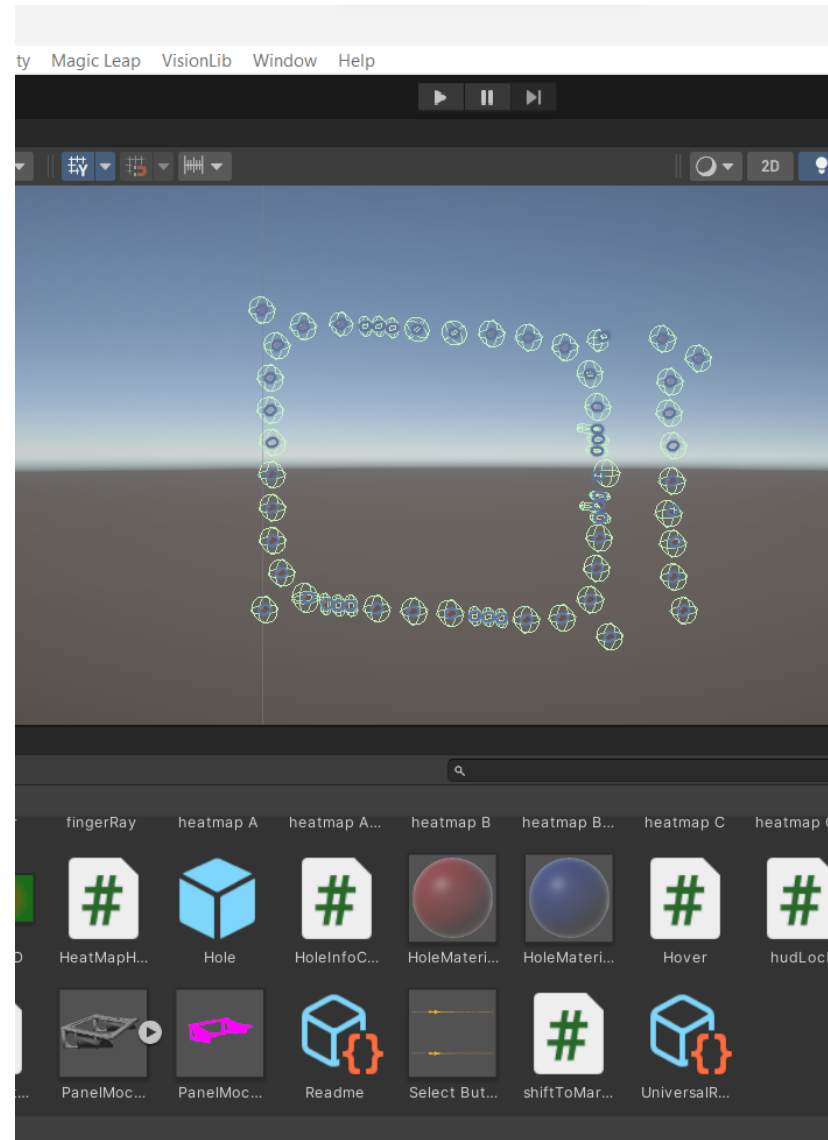 ty Magic Leap VisionLib Window Help
2D
fingerRay heatmap A heatmap A... heatmap B heatmap B... heatmap C heatmap
HeatMapH... Hole HoleInfoC... HoleMateri... HoleMateri... Hover hudLoc
PanelMoc... PanelMoc... Readme Select But... shiftToMar... UniversalR...